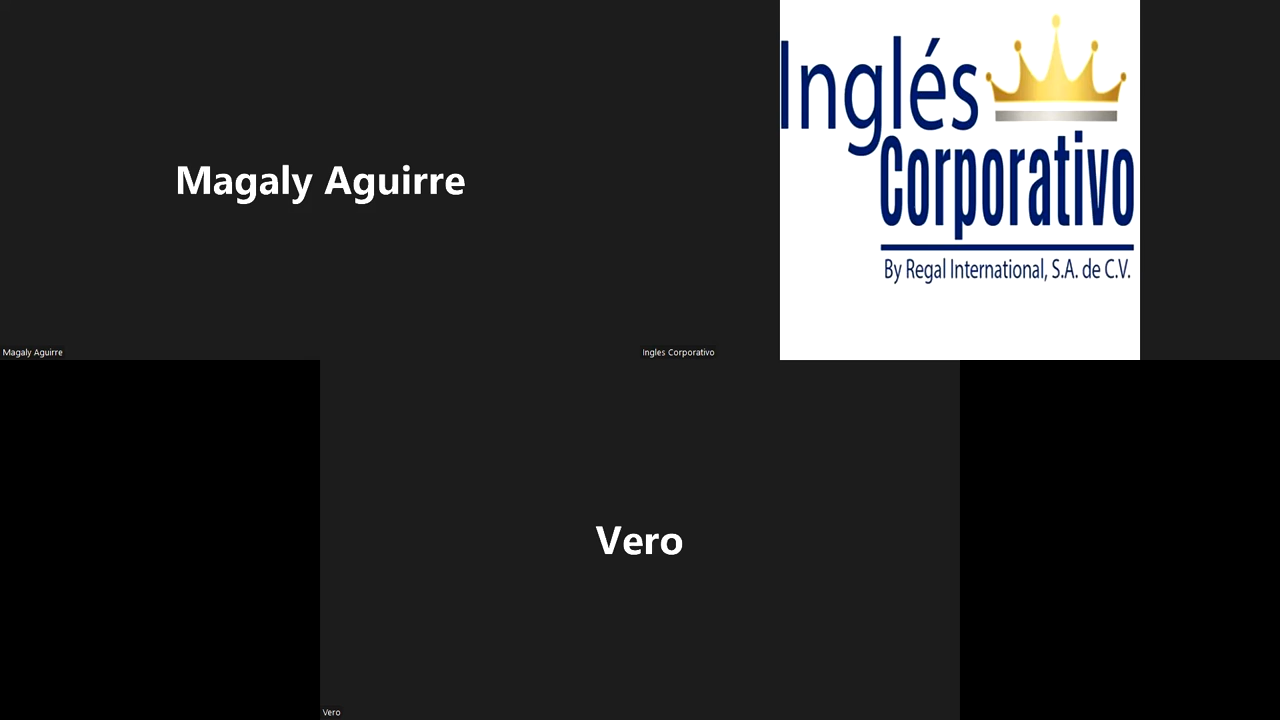 Magaly Aguirre
Inglés
Corporativo
By Regal International, S.A. de C.V.
Magaly Aguirre
Ingles Corporativo
Vero
Vero